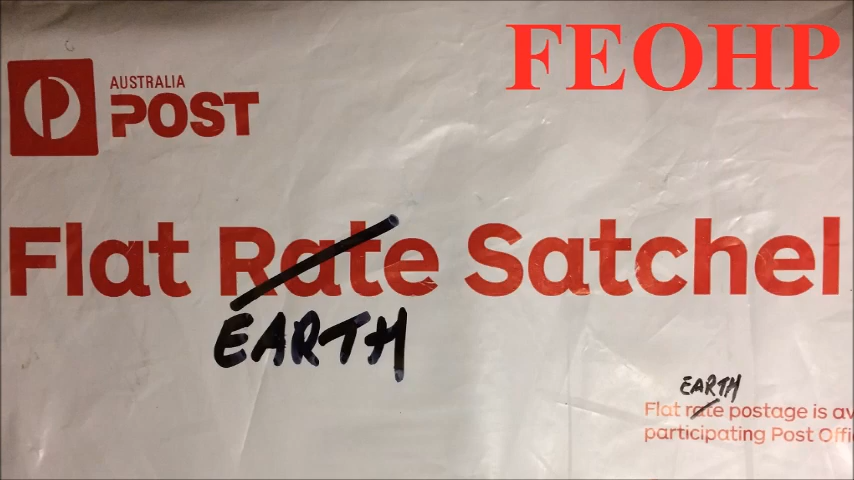 FEOHP
AUSTRALIA
POST
Flat Rate Satchel
EARTH
EARTH
Flat rate postage is av
participating Post Offi